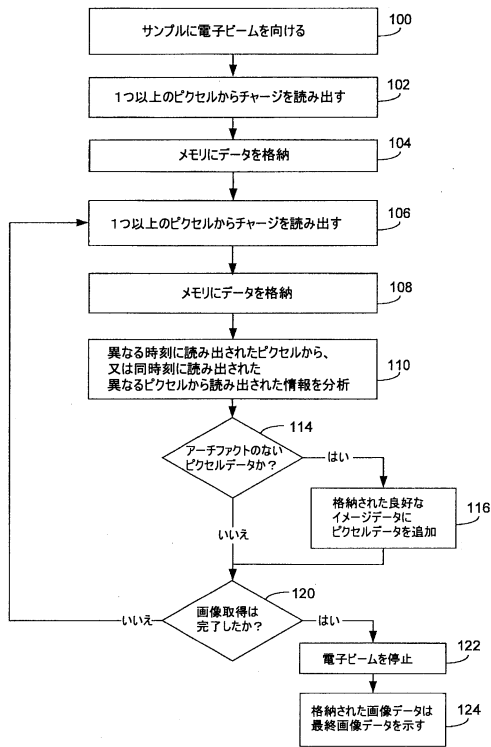 サンプルに電子ビームを向ける
100
1つ以上のピクセルからチャージを読み出す
102
メモリにデータを格納
104
1つ以上のピクセルからチャージを読み出す
106
メモリにデータを格納
108
異なる時刻に読み出されたピクセルから、
又は同時刻に読み出された
異なるピクセルから読み出された情報を分析
110
114
アーチファクトのない
ピクセルデータか？
はい
格納された良好な
イメージデータに
ピクセルデータを追加
116
いいえ
120
画像取得は
完了したか？
いいえ
はい
電子ビームを停止
122
格納された画像データは
最終画像データを示す
124